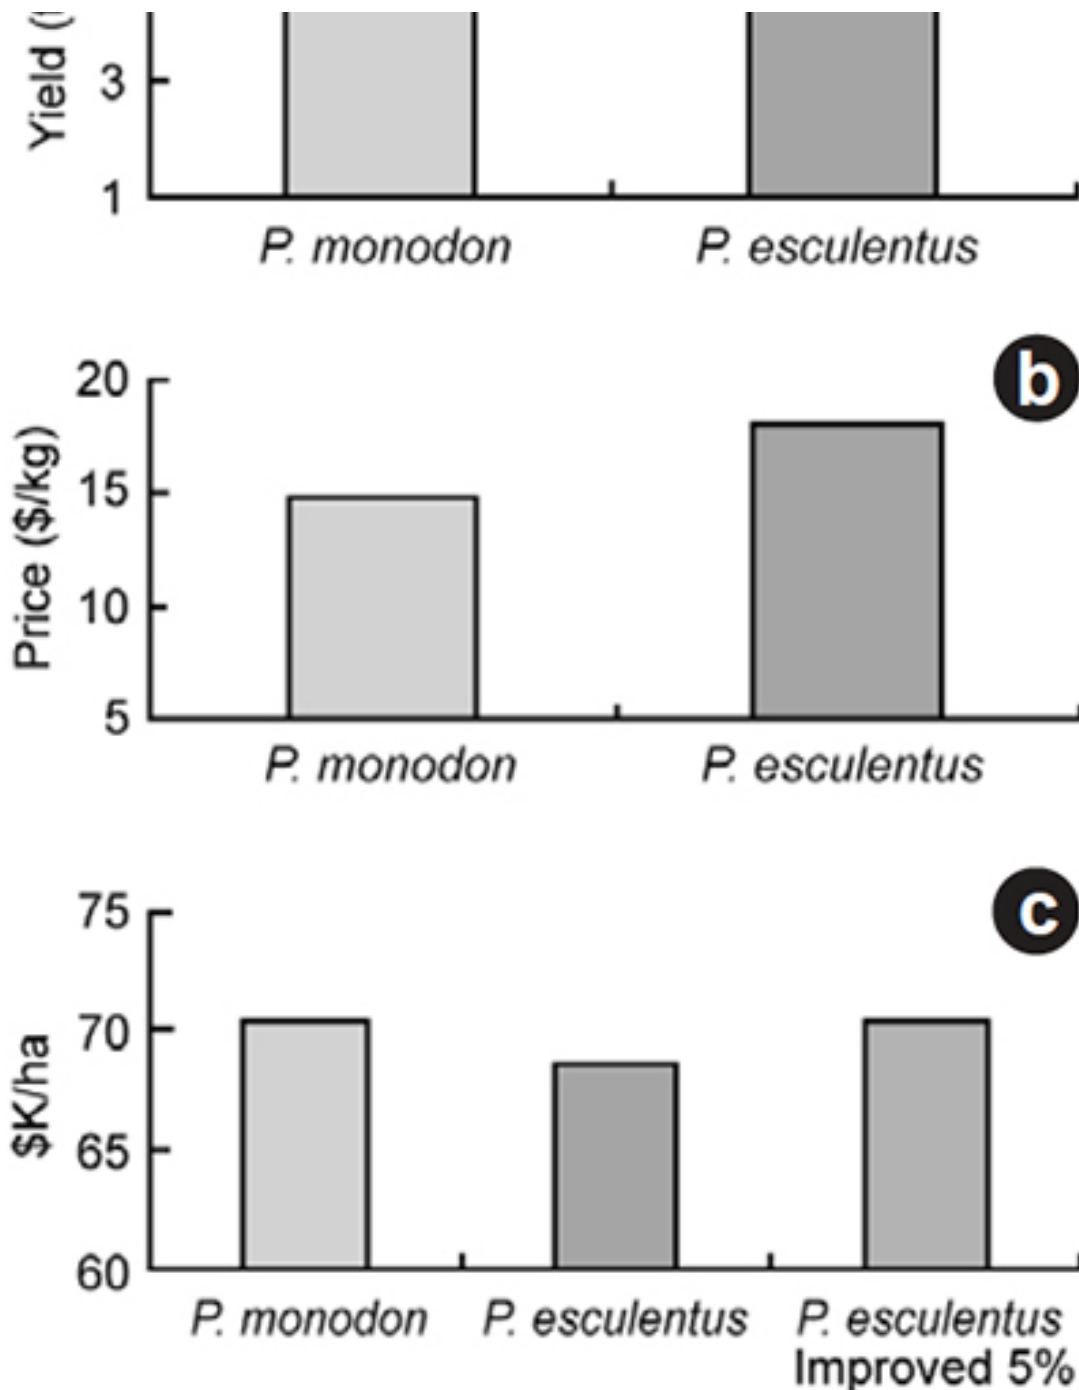 Yield (
3
1
P. monodon P. esculentus
b
20
15
10
5
Price ($/kg)
P. monodon P. esculentus
c
75
70
65
60
$K/ha
P. monodon P. esculentus P. esculentus
Improved 5%